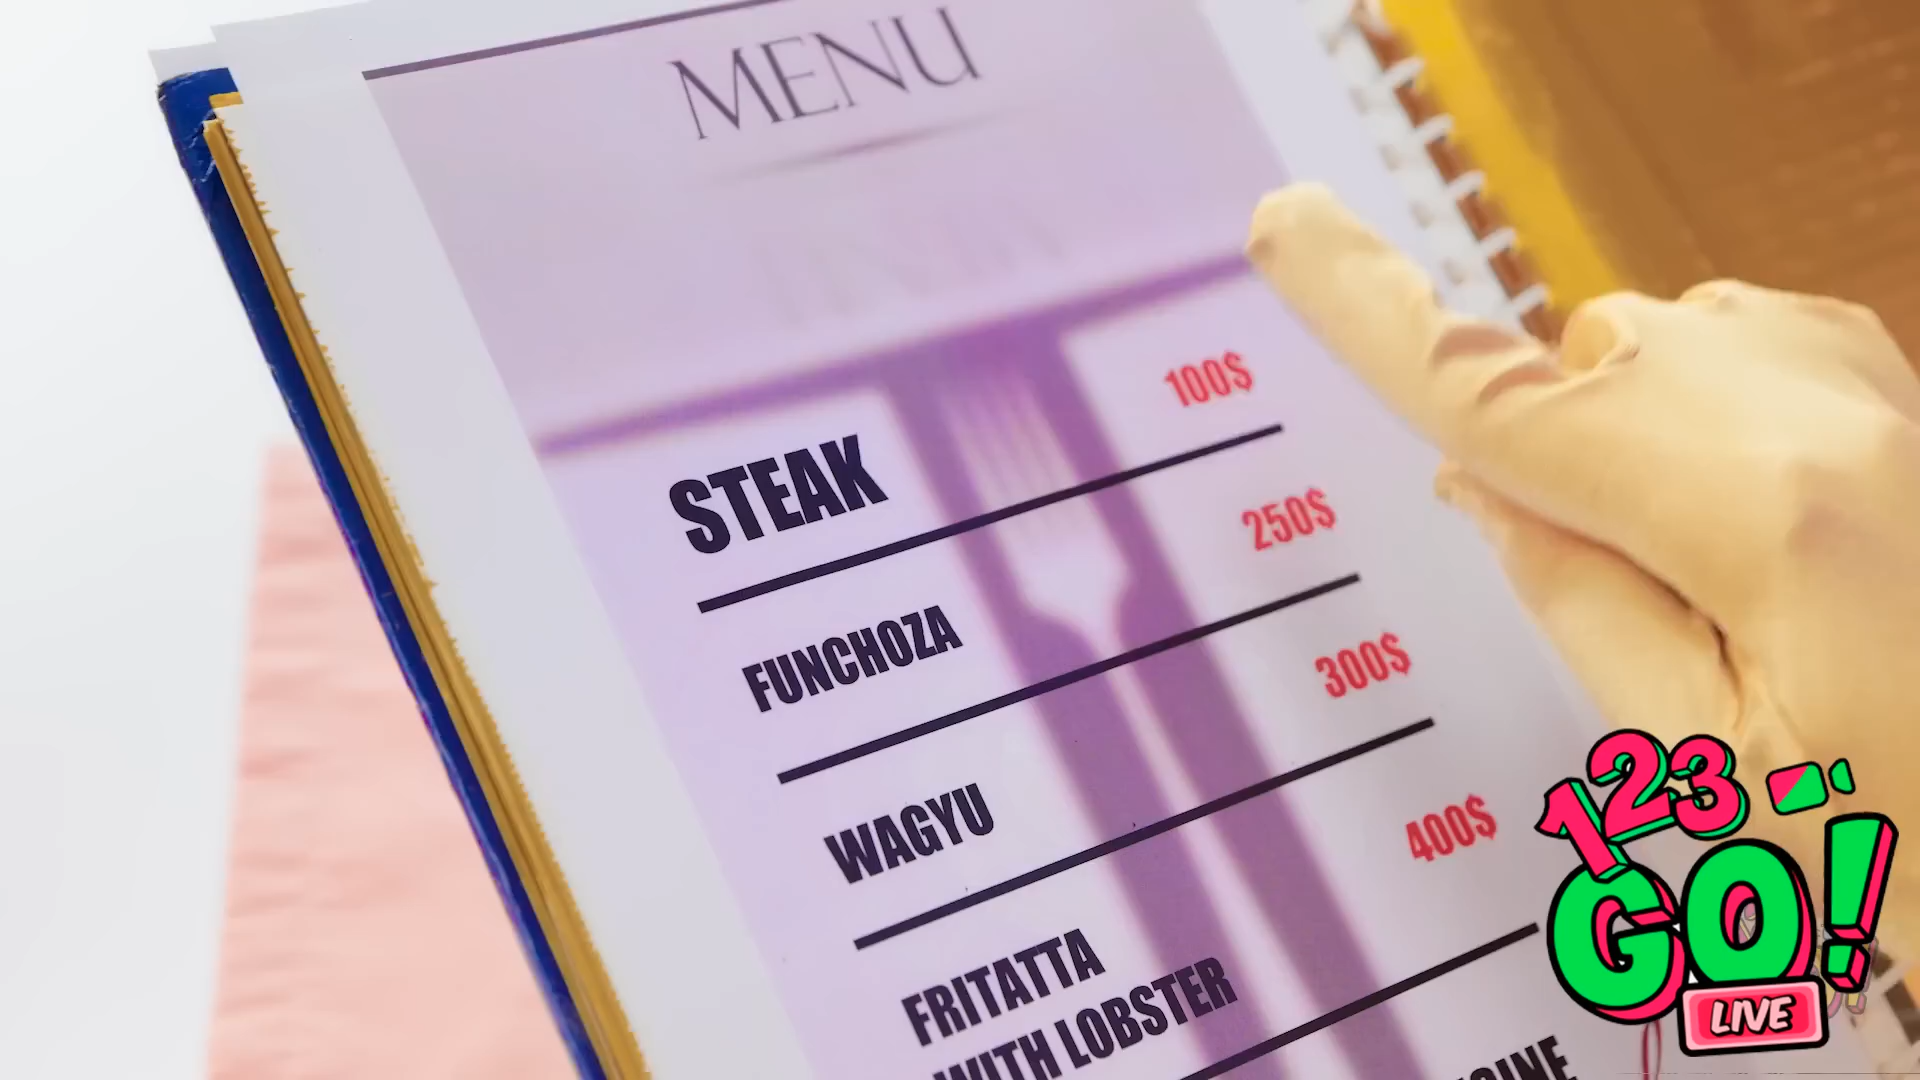 MENU
STEAK 100$
FUNCHOZA 250$
WAGYU 300$
FRITATTA 400$
WITH LOBSTER
123
GO!
LIVE